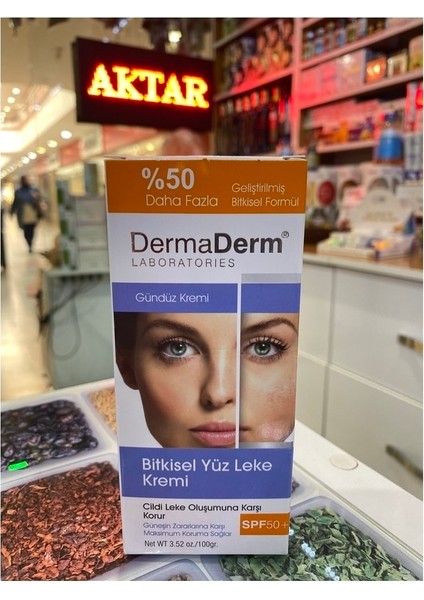 AKTAR
%50
Daha Fazla
Geliştirilmiş
Bitkisel Formül
DermaDerm®
LABORATORIES
Gündüz Kremi
Bitkisel Yüz Leke
Kremi
Cildi Leke Oluşumuna Karşı
Korur
Güneşin Zararlarına Karşı
Maksimum Koruma Sağlar
SPF50+
Net WT 3.52 oz./100gr.